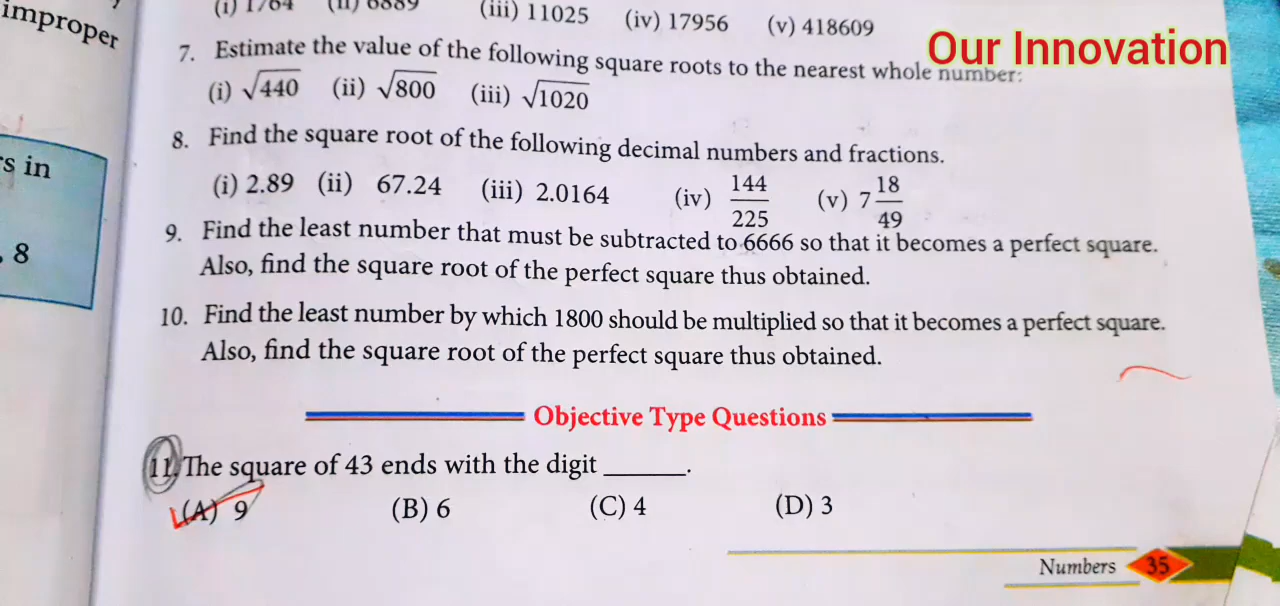 improper
(i) 1764 (ii) 6889 (iii) 11025 (iv) 17956 (v) 418609
Our Innovation
7. Estimate the value of the following square roots to the nearest whole number:
(i) √440 (ii) √800 (iii) √1020
8. Find the square root of the following decimal numbers and fractions.
(i) 2.89 (ii) 67.24 (iii) 2.0164 (iv) 144/225 (v) 7 18/49
s in
8
9. Find the least number that must be subtracted to 6666 so that it becomes a perfect square.
Also, find the square root of the perfect square thus obtained.
10. Find the least number by which 1800 should be multiplied so that it becomes a perfect square.
Also, find the square root of the perfect square thus obtained.
Objective Type Questions
11. The square of 43 ends with the digit ______.
(A) 9 (B) 6 (C) 4 (D) 3
Numbers 35